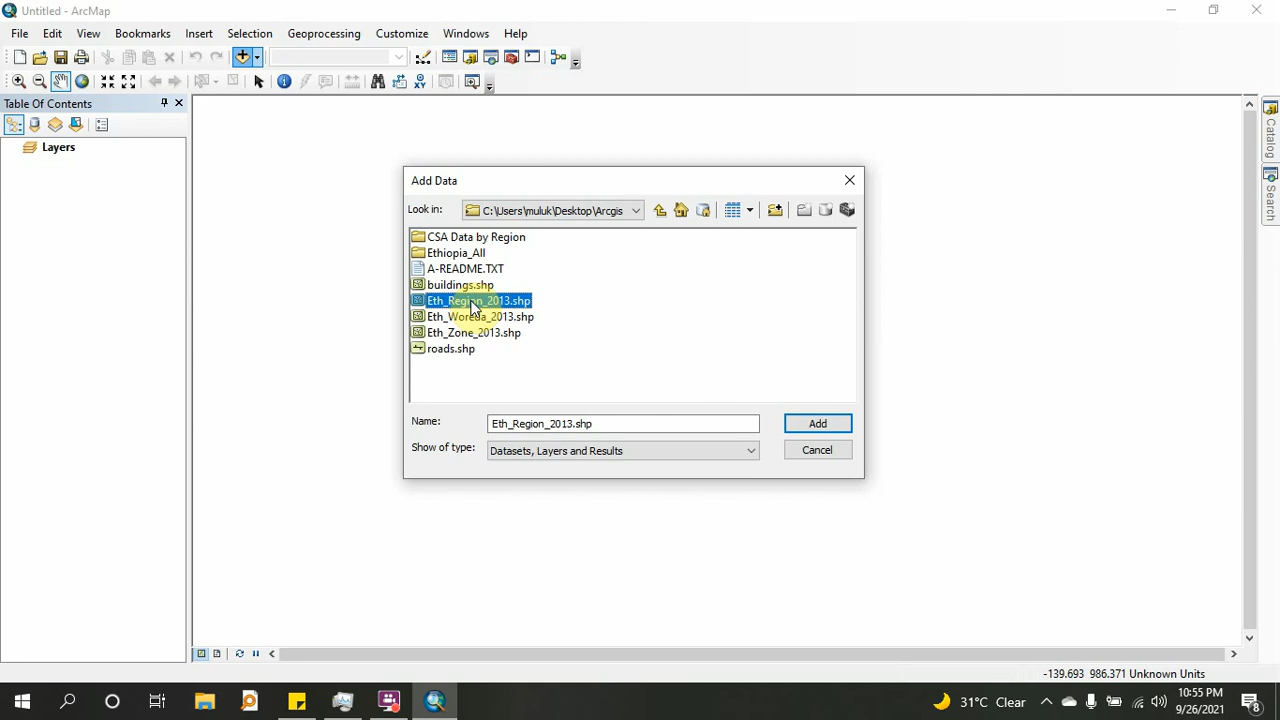 Untitled - ArcMap
File Edit View Bookmarks Insert Selection Geoprocessing Customize Windows Help
Table Of Contents
Layers
Add Data
Look in: C:\Users\muluk\Desktop\Arcgis
CSA Data by Region
Ethiopia_All
A-README.TXT
buildings.shp
Eth_Region_2013.shp
Eth_Woreda_2013.shp
Eth_Zone_2013.shp
roads.shp
Name: Eth_Region_2013.shp Add
Show of type: Datasets, Layers and Results Cancel
Catalog
Search
-139.693 986.371 Unknown Units
31°C Clear
10:55 PM
9/26/2021
8